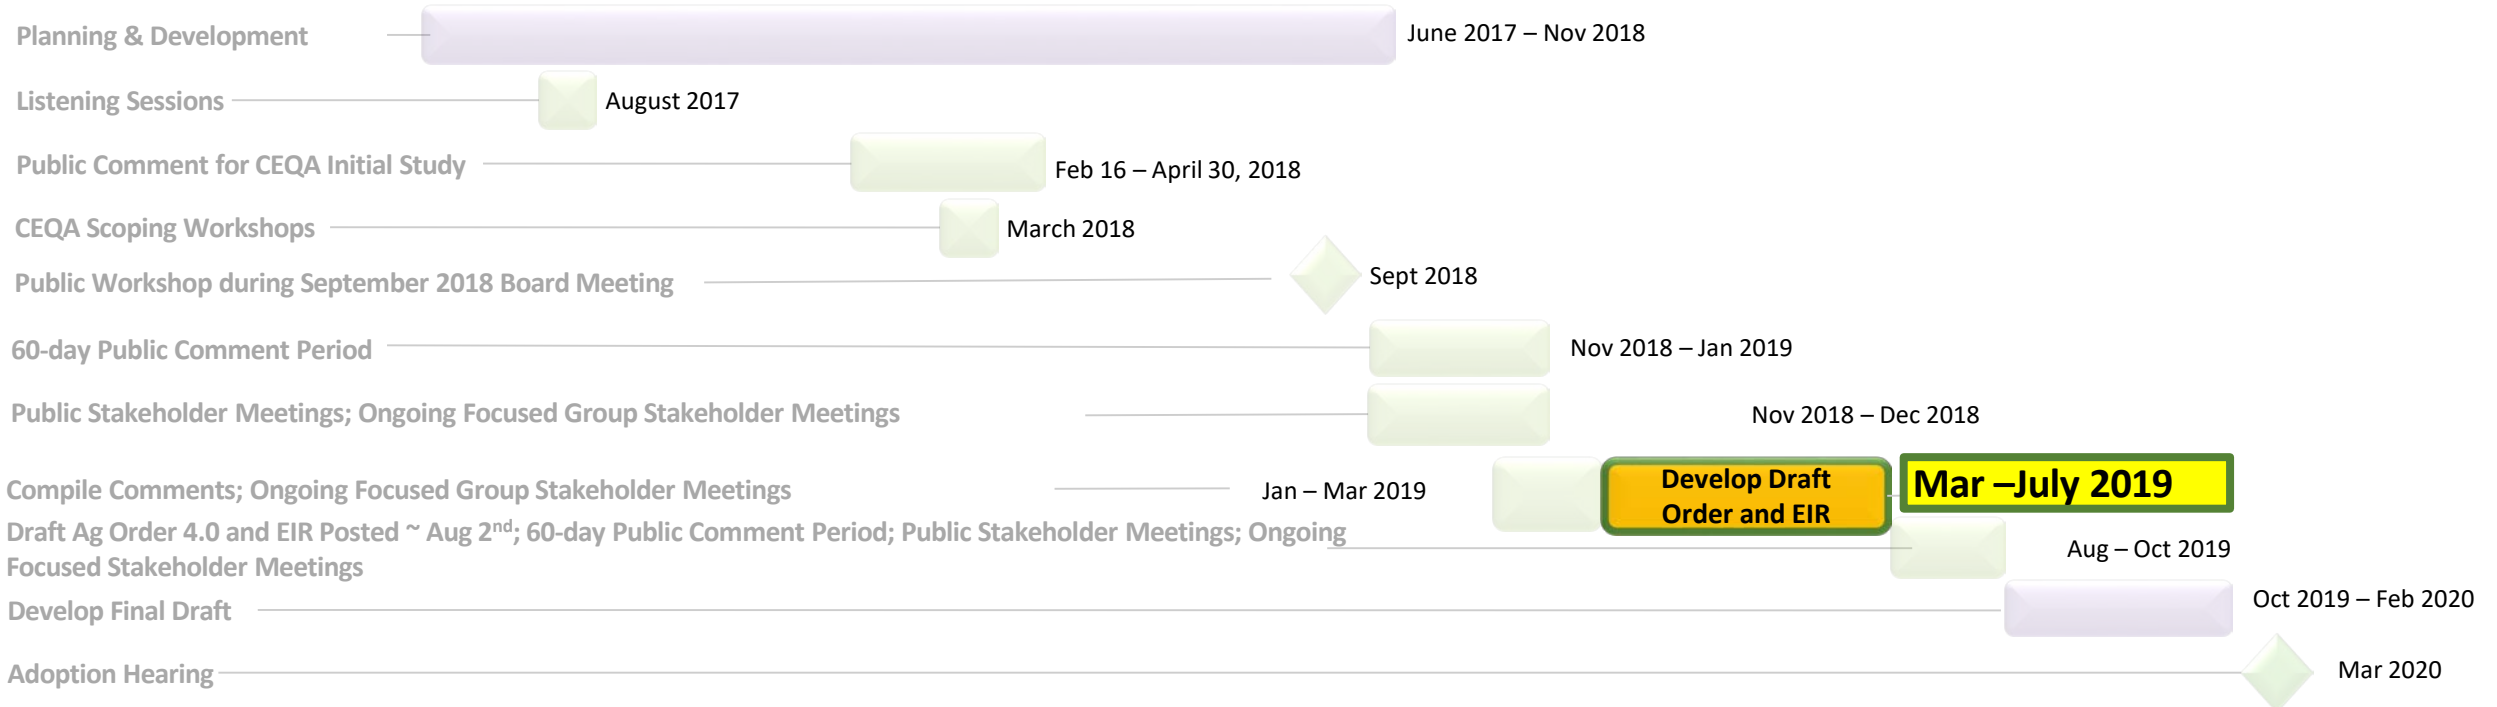 Planning & Development June 2017 – Nov 2018
Listening Sessions August 2017
Public Comment for CEQA Initial Study Feb 16 – April 30, 2018
CEQA Scoping Workshops March 2018
Public Workshop during September 2018 Board Meeting Sept 2018
60-day Public Comment Period Nov 2018 – Jan 2019
Public Stakeholder Meetings; Ongoing Focused Group Stakeholder Meetings Nov 2018 – Dec 2018
Compile Comments; Ongoing Focused Group Stakeholder Meetings Jan – Mar 2019
Develop Draft
Order and EIR
Mar –July 2019
Draft Ag Order 4.0 and EIR Posted ~ Aug 2nd; 60-day Public Comment Period; Public Stakeholder Meetings; Ongoing
Focused Stakeholder Meetings
Aug – Oct 2019
Develop Final Draft Oct 2019 – Feb 2020
Adoption Hearing Mar 2020